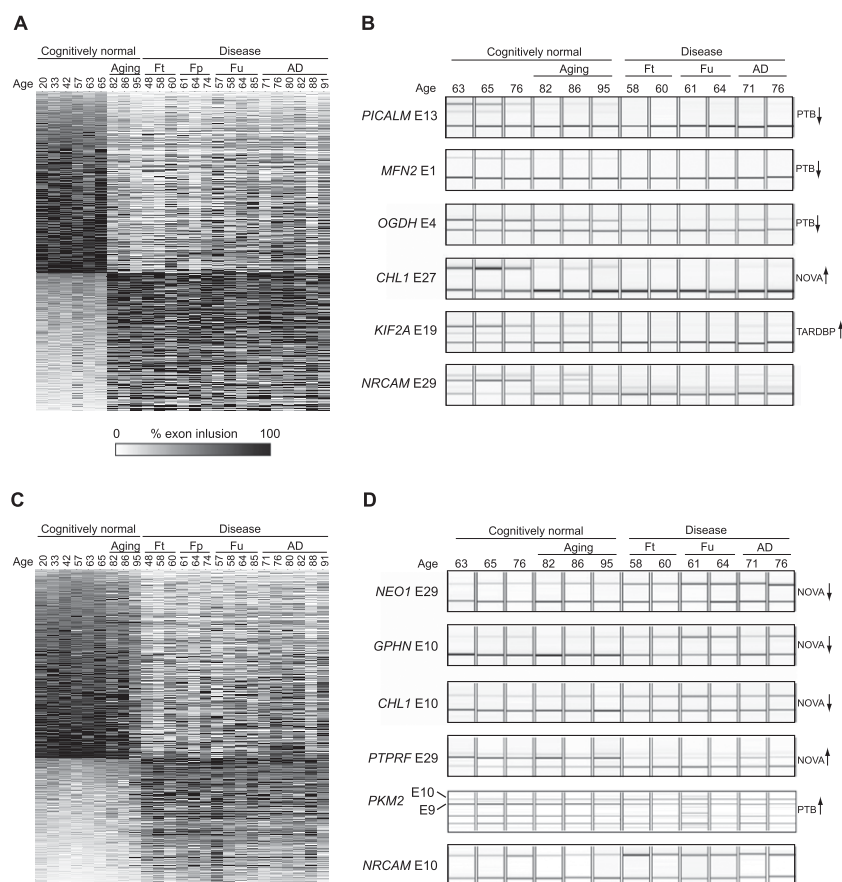 A
Cognitively normal Disease
Aging Ft Fp Fu AD
Age 20 33 42 57 63 65 82 86 95 48 58 60 61 64 74 57 58 64 85 71 76 80 82 88 91
0 % exon inlusion 100
B
Cognitively normal Disease
Aging Ft Fu AD
Age 63 65 76 82 86 95 58 60 61 64 71 76
PICALM E13 PTB↓
MFN2 E1 PTB↓
OGDH E4 PTB↓
CHL1 E27 NOVA↑
KIF2A E19 TARDBP↑
NRCAM E29
C
Cognitively normal Disease
Aging Ft Fp Fu AD
Age 20 33 42 57 63 65 82 86 95 48 58 60 61 64 74 57 58 64 85 71 76 80 82 88 91
D
Cognitively normal Disease
Aging Ft Fu AD
Age 63 65 76 82 86 95 58 60 61 64 71 76
NEO1 E29 NOVA↓
GPHN E10 NOVA↓
CHL1 E10 NOVA↓
PTPRF E29 NOVA↑
PKM2 E10
E9 PTB↑
NRCAM E10